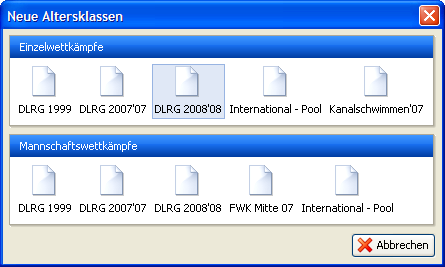 Neue Altersklassen
Einzelwettkämpfe
DLRG 1999 DLRG 2007'07 DLRG 2008'08 International - Pool Kanalschwimmen'07
Mannschaftswettkämpfe
DLRG 1999 DLRG 2007'07 DLRG 2008'08 FWK Mitte 07 International - Pool
Abbrechen